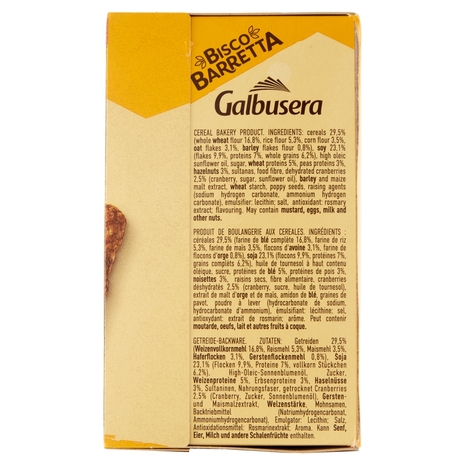 BISCO
BARRETTA
Galbusera
CEREAL BAKERY PRODUCT. INGREDIENTS: cereals 29,5%
(whole wheat flour 16,8%, rice flour 5,3%, corn flour 3,5%,
oat flakes 3,1%, barley flakes flour 0,8%), soy 23,1%
(flakes 9,9%, proteins 7%, whole grains 6,2%), high oleic
sunflower oil, sugar, wheat proteins 5%, peas proteins 3%,
hazelnuts 3%, sultanas, food fibre, dehydrated cranberries
2,5% (cranberry, sugar, sunflower oil), barley and maize
malt extract, wheat starch, poppy seeds, raising agents
(sodium hydrogen carbonate, ammonium hydrogen
carbonate), emulsifier: lecithin; salt, antioxidant: rosmary
extract; flavouring. May contain mustard, eggs, milk and
other nuts.
PRODUIT DE BOULANGERIE AUX CEREALES. INGRÉDIENTS :
céréales 29,5% (farine de blé complète 16,8%, farine de riz
5,3%, farine de maïs 3,5%, flocons d'avoine 3,1%, farine de
flocons d'orge 0,8%), soja 23,1% (flocons 9,9%, protéines 7%,
grains complets 6,2%), huile de tournesol à haut contenu
oléique, sucre, protéines de blé 5%, protéines de pois 3%,
noisettes 3%, raisins secs, fibre alimentaire, cranberries
déshydratés 2,5% (cranberry, sucre, huile de tournesol),
extrait de malt d'orge et de maïs, amidon de blé, graines de
pavot, poudre à lever (hydrogénocarbonate de sodium,
hydrogénocarbonate d'ammonium), émulsifiant: lécithine; sel,
antioxydant: extrait de rosmarin; arôme. Peut contenir
moutarde, oeufs, lait et autres fruits à coque.
GETREIDE-BACKWARE. ZUTATEN: Getreiden 29,5%
(Weizenvollkornmehl 16,8%, Reismehl 5,3%, Maismehl 3,5%,
Haferflocken 3,1%, Gerstenflockenmehl 0,8%), Soja
23,1% (Flocken 9,9%, Proteine 7%, vollkorn Stückchen
6,2%), High-Oleic-Sonnenblumenöl, Zucker,
Weizenproteine 5%, Erbsenproteine 3%, Haselnüsse
3%, Sultaninen, Nahrungsfaser, getrocknet Cranberries
2,5% (Cranberry, Zucker, Sonnenblumenöl), Gersten-
und Maismalzextrakt, Weizenstärke, Mohnsamen,
Backtriebmittel (Natriumhydrogencarbonat,
Ammoniumhydrogencarbonat), Emulgator: Lecithin; Salz,
Antioxidationsmittel: Rosmarinextrakt; Aroma. Kann Senf,
Eier, Milch und andere Schalenfrüchte enthalten.